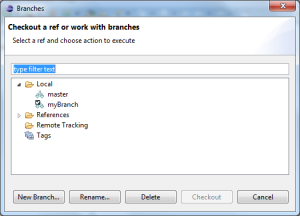 Branches
Checkout a ref or work with branches
Select a ref and choose action to execute
type filter text
Local
master
myBranch
References
Remote Tracking
Tags
New Branch...
Rename...
Delete
Checkout
Cancel